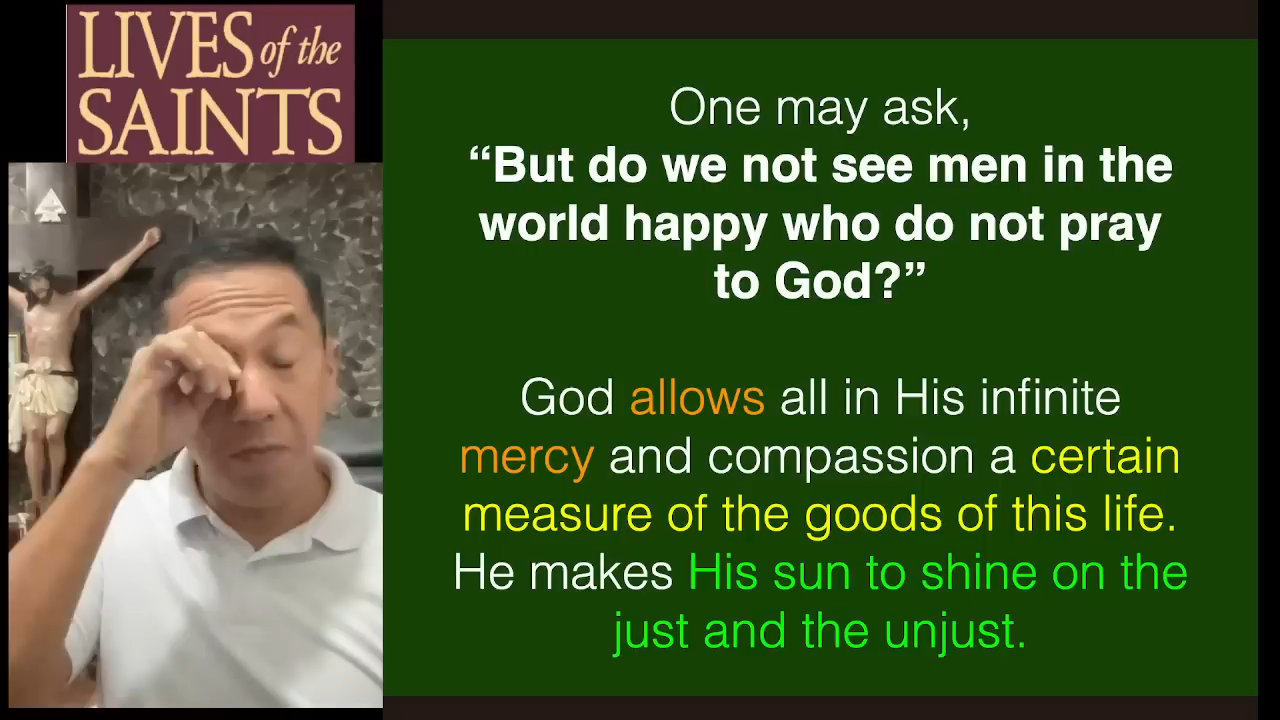 LIVES of the
SAINTS
One may ask,
“But do we not see men in the
world happy who do not pray
to God?”
God allows all in His infinite
mercy and compassion a certain
measure of the goods of this life.
He makes His sun to shine on the
just and the unjust.